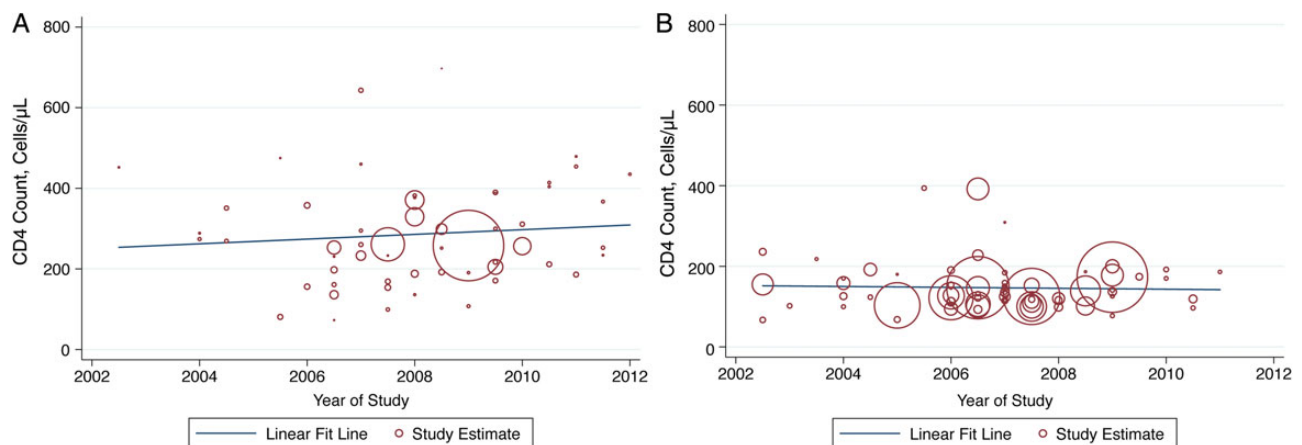 A
800
600
400
200
0
CD4 Count, Cells/μL
2002 2004 2006 2008 2010 2012
Year of Study
Linear Fit Line Study Estimate
B
800
600
400
200
0
CD4 Count, Cells/μL
2002 2004 2006 2008 2010 2012
Year of Study
Linear Fit Line Study Estimate